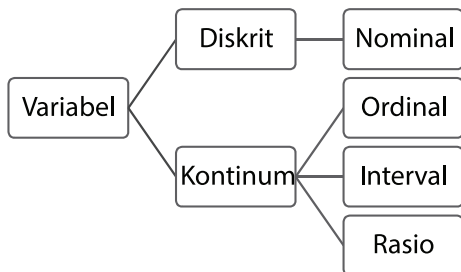 Variabel
Diskrit
Nominal
Kontinum
Ordinal
Interval
Rasio